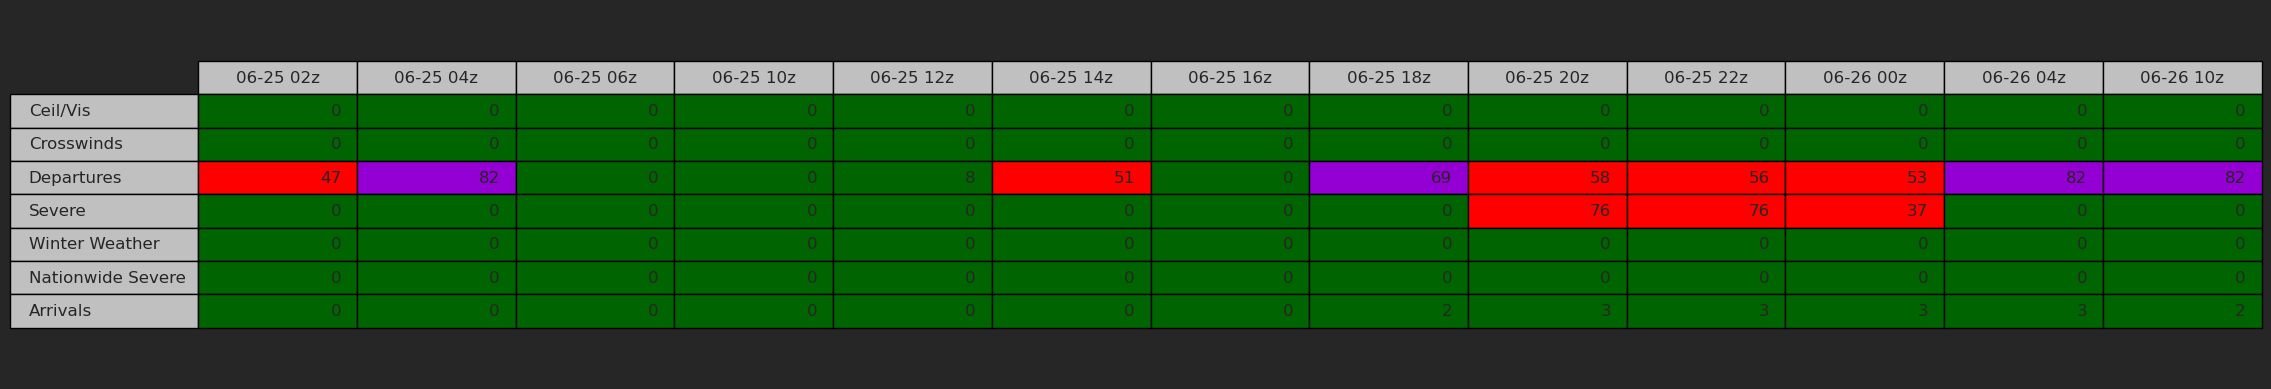 06-25 02z 06-25 04z 06-25 06z 06-25 10z 06-25 12z 06-25 14z 06-25 16z 06-25 18z 06-25 20z 06-25 22z 06-26 00z 06-26 04z 06-26 10z
Ceil/Vis 0 0 0 0 0 0 0 0 0 0 0 0 0
Crosswinds 0 0 0 0 0 0 0 0 0 0 0 0 0
Departures 47 82 0 0 8 51 0 69 58 56 53 82 82
Severe 0 0 0 0 0 0 0 0 76 76 37 0 0
Winter Weather 0 0 0 0 0 0 0 0 0 0 0 0 0
Nationwide Severe 0 0 0 0 0 0 0 0 0 0 0 0 0
Arrivals 0 0 0 0 0 0 0 2 3 3 3 3 2